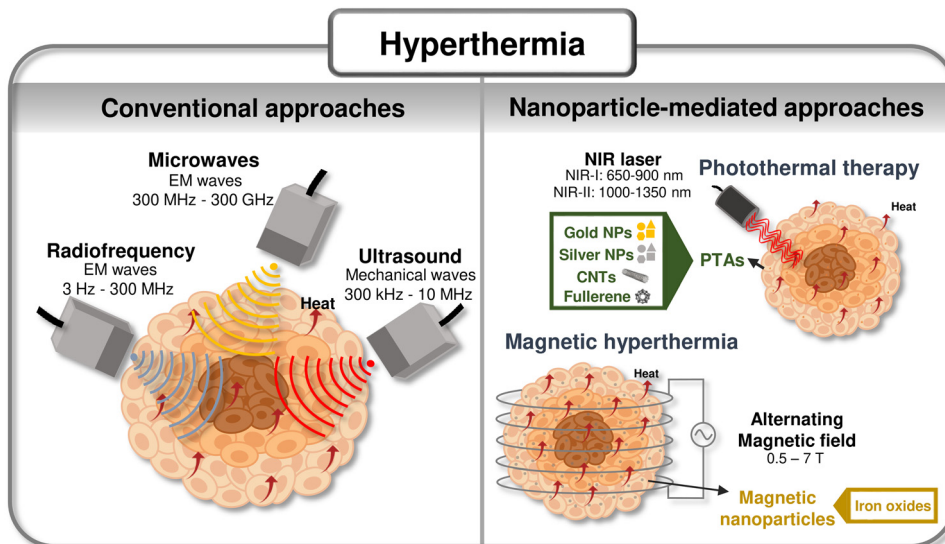 Hyperthermia
Conventional approaches
Microwaves
EM waves
300 MHz - 300 GHz
Radiofrequency
EM waves
3 Hz - 300 MHz
Ultrasound
Mechanical waves
300 kHz - 10 MHz
Heat
Nanoparticle-mediated approaches
NIR laser
NIR-I: 650-900 nm
NIR-II: 1000-1350 nm
Photothermal therapy
Heat
Gold NPs
Silver NPs
CNTs
Fullerene
PTAs
Magnetic hyperthermia
Heat
Alternating
Magnetic field
0.5 – 7 T
Magnetic
nanoparticles
Iron oxides